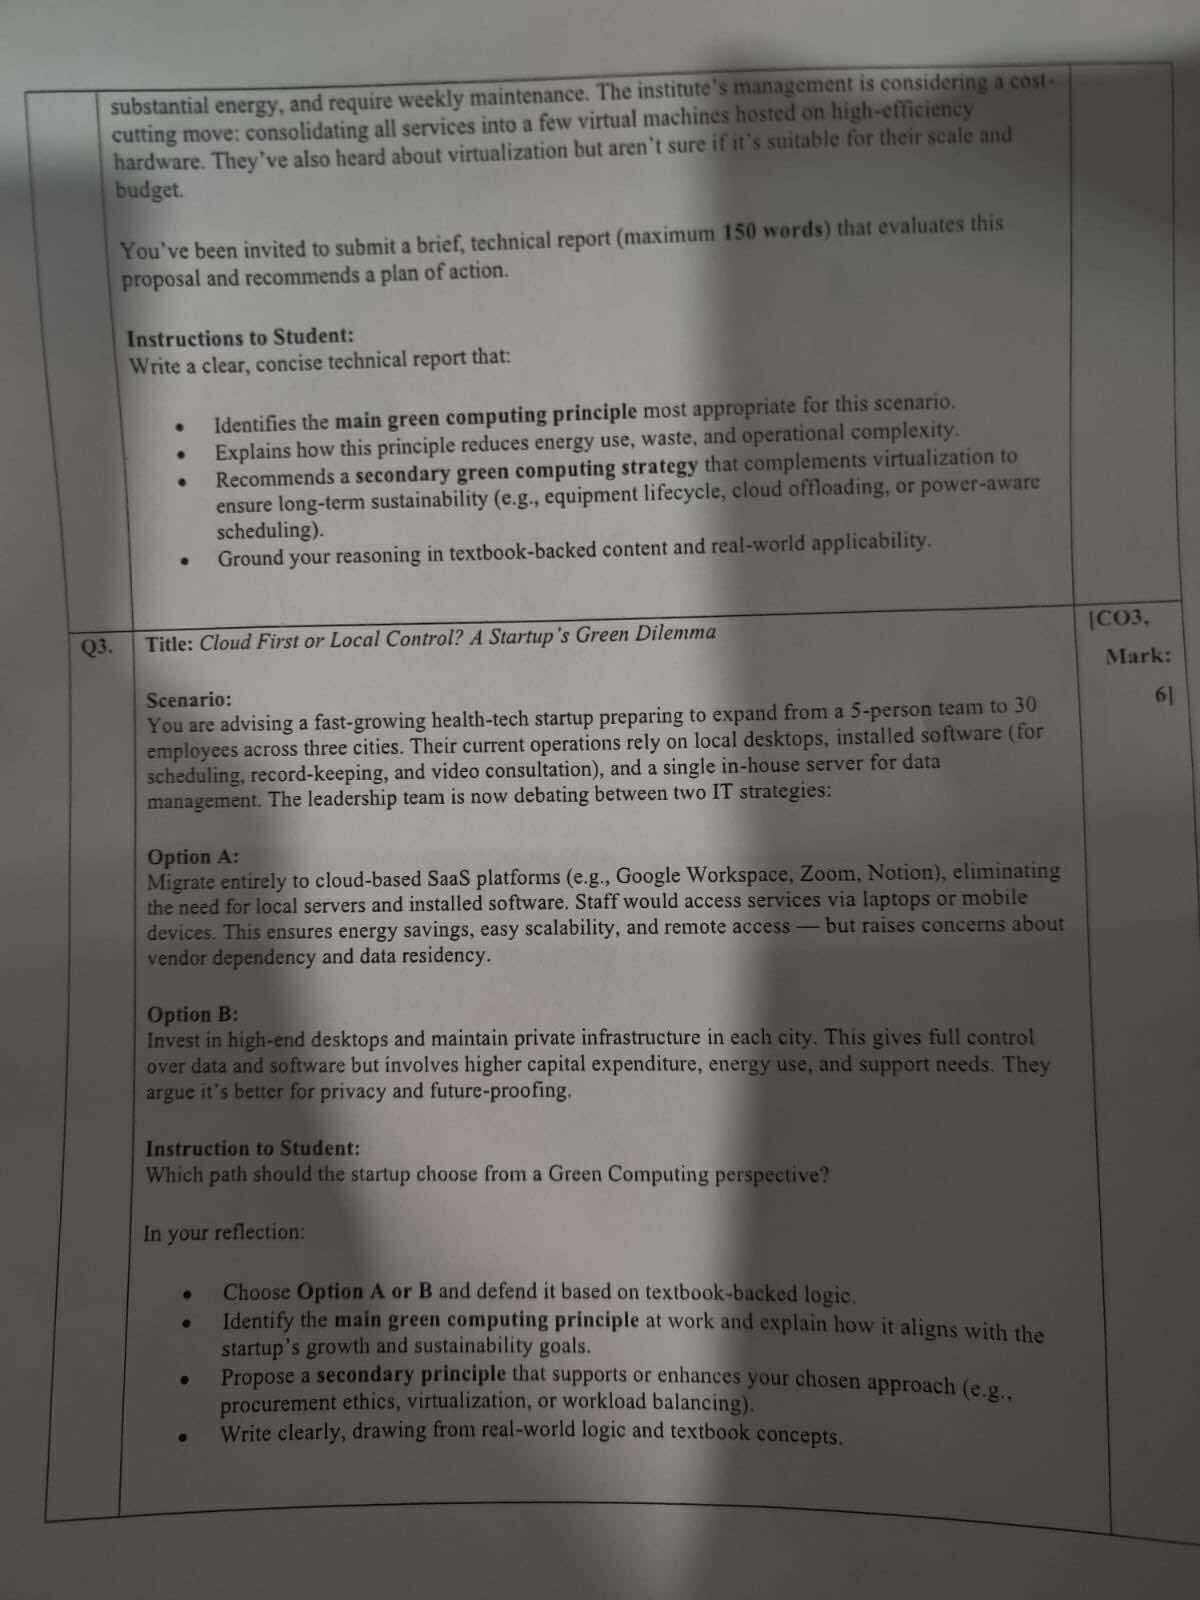 substantial energy, and require weekly maintenance. The institute's management is considering a cost-
cutting move: consolidating all services into a few virtual machines hosted on high-efficiency
hardware. They've also heard about virtualization but aren't sure if it's suitable for their scale and
budget.
You've been invited to submit a brief, technical report (maximum 150 words) that evaluates this
proposal and recommends a plan of action.
Instructions to Student:
Write a clear, concise technical report that:
• Identifies the main green computing principle most appropriate for this scenario.
• Explains how this principle reduces energy use, waste, and operational complexity.
• Recommends a secondary green computing strategy that complements virtualization to
ensure long-term sustainability (e.g., equipment lifecycle, cloud offloading, or power-aware
scheduling).
• Ground your reasoning in textbook-backed content and real-world applicability.
Q3. Title: Cloud First or Local Control? A Startup's Green Dilemma [CO3,
Mark:
6]
Scenario:
You are advising a fast-growing health-tech startup preparing to expand from a 5-person team to 30
employees across three cities. Their current operations rely on local desktops, installed software (for
scheduling, record-keeping, and video consultation), and a single in-house server for data
management. The leadership team is now debating between two IT strategies:
Option A:
Migrate entirely to cloud-based SaaS platforms (e.g., Google Workspace, Zoom, Notion), eliminating
the need for local servers and installed software. Staff would access services via laptops or mobile
devices. This ensures energy savings, easy scalability, and remote access — but raises concerns about
vendor dependency and data residency.
Option B:
Invest in high-end desktops and maintain private infrastructure in each city. This gives full control
over data and software but involves higher capital expenditure, energy use, and support needs. They
argue it's better for privacy and future-proofing.
Instruction to Student:
Which path should the startup choose from a Green Computing perspective?
In your reflection:
• Choose Option A or B and defend it based on textbook-backed logic.
• Identify the main green computing principle at work and explain how it aligns with the
startup's growth and sustainability goals.
• Propose a secondary principle that supports or enhances your chosen approach (e.g.,
procurement ethics, virtualization, or workload balancing).
• Write clearly, drawing from real-world logic and textbook concepts.